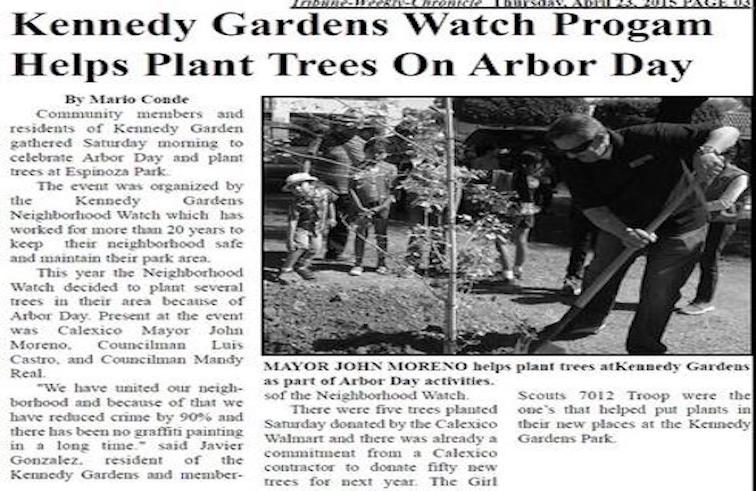 Tribune-Weekly-Chronicle Thursday, April 23, 2015 PAGE 03
Kennedy Gardens Watch Progam
Helps Plant Trees On Arbor Day
By Mario Conde
Community members and
residents of Kennedy Garden
gathered Saturday morning to
celebrate Arbor Day and plant
trees at Espinoza Park.
The event was organized by
the Kennedy Gardens
Neighborhood Watch which has
worked for more than 20 years to
keep their neighborhood safe
and maintain their park area.
This year the Neighborhood
Watch decided to plant several
trees in their area because of
Arbor Day. Present at the event
was Calexico Mayor John
Moreno, Councilman Luis
Castro, and Councilman Mandy
Real.
"We have united our neigh-
borhood and because of that we
have reduced crime by 90% and
there has been no graffiti painting
in a long time." said Javier
Gonzalez, resident of the
Kennedy Gardens and member-
MAYOR JOHN MORENO helps plant trees atKennedy Gardens
as part of Arbor Day activities.
sof the Neighborhood Watch.
There were five trees planted
Saturday donated by the Calexico
Walmart and there was already a
commitment from a Calexico
contractor to donate fifty new
trees for next year. The Girl
Scouts 7012 Troop were the
one's that helped put plants in
their new places at the Kennedy
Gardens Park.